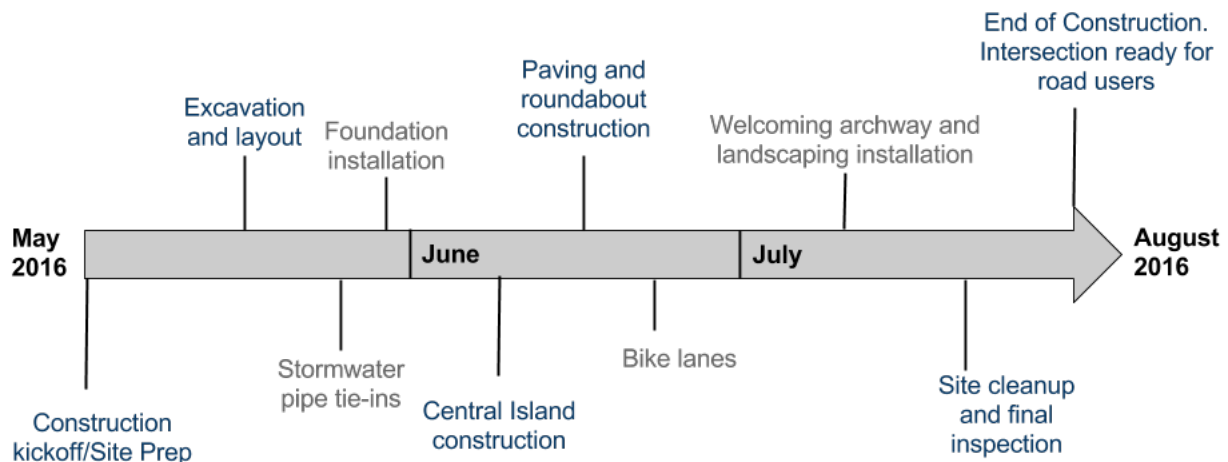 End of Construction.
Intersection ready for
road users
Paving and
roundabout
construction
Excavation
and layout
Foundation
installation
Welcoming archway and
landscaping installation
May
2016
June
July
August
2016
Stormwater
pipe tie-ins
Bike lanes
Central Island
construction
Site cleanup
and final
inspection
Construction
kickoff/Site Prep